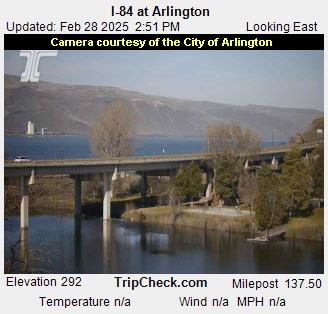 I-84 at Arlington
Updated: Feb 28 2025  2:51 PM Looking East
Camera courtesy of the City of Arlington
Elevation 292 TripCheck.com Milepost 137.50
Temperature n/a Wind n/a MPH n/a